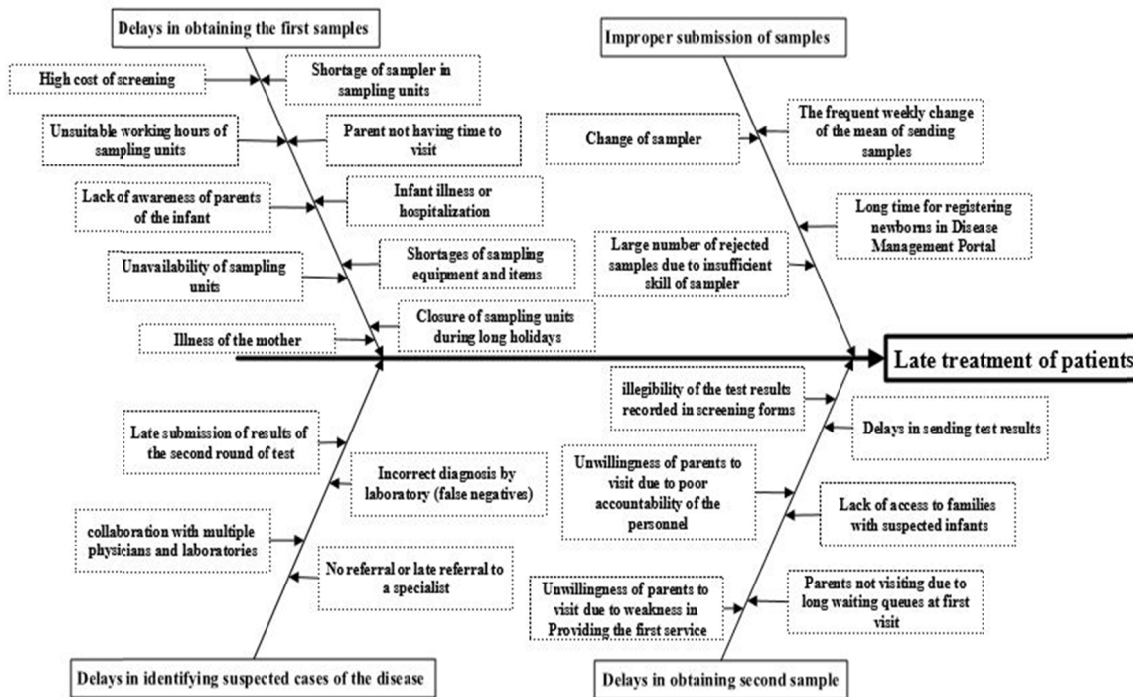 Delays in obtaining the first samples
Improper submission of samples
High cost of screening
Shortage of sampler in
sampling units
Unsuitable working hours of
sampling units
Parent not having time to
visit
Lack of awareness of parents
of the infant
Infant illness or
hospitalization
Unavailability of sampling
units
Shortages of sampling
equipment and items
Illness of the mother
Closure of sampling units
during long holidays
Change of sampler
The frequent weekly change
of the mean of sending
samples
Large number of rejected
samples due to insufficient
skill of sampler
Long time for registering
newborns in Disease
Management Portal
Late treatment of patients
Late submission of results of
the second round of test
Incorrect diagnosis by
laboratory (false negatives)
collaboration with multiple
physicians and laboratories
No referral or late referral to
a specialist
illegibility of the test results
recorded in screening forms
Delays in sending test results
Unwillingness of parents to
visit due to poor
accountability of the
personnel
Lack of access to families
with suspected infants
Unwillingness of parents to
visit due to weakness in
Providing the first service
Parents not visiting due to
long waiting queues at first
visit
Delays in identifying suspected cases of the disease
Delays in obtaining second sample